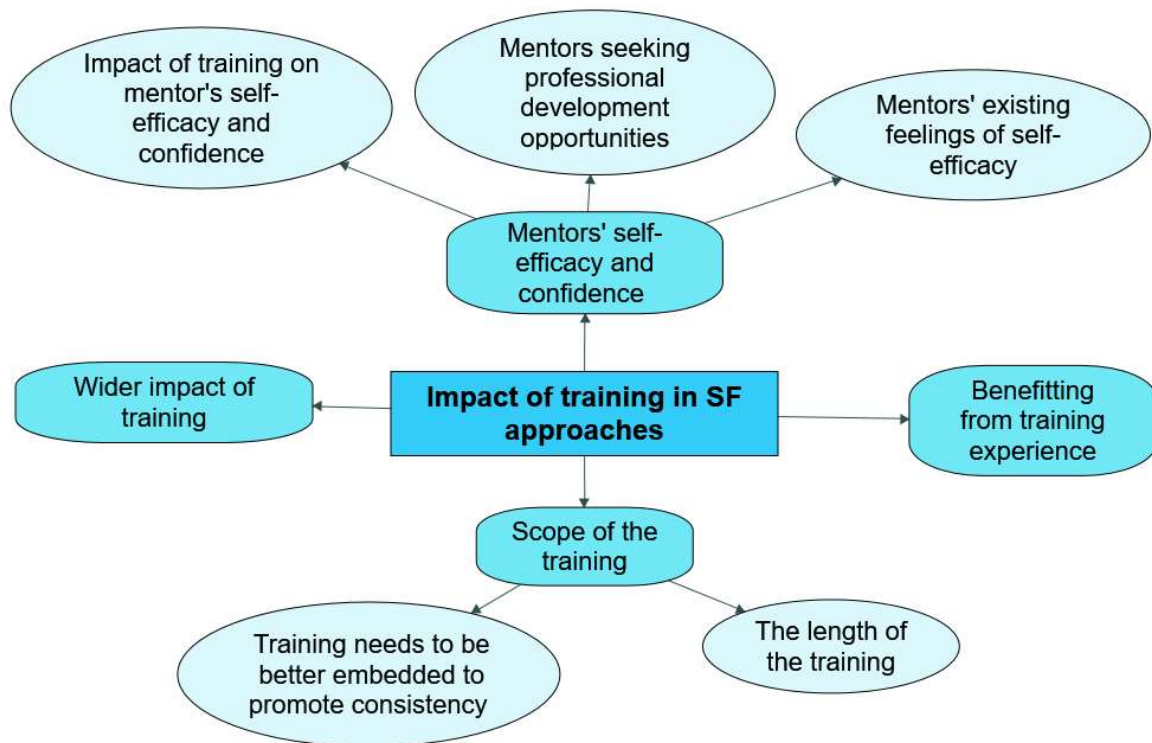 Impact of training on
mentor's self-
efficacy and
confidence
Mentors seeking
professional
development
opportunities
Mentors' existing
feelings of self-
efficacy
Mentors' self-
efficacy and
confidence
Wider impact of
training
Impact of training in SF
approaches
Benefitting
from training
experience
Scope of the
training
Training needs to be
better embedded to
promote consistency
The length of
the training